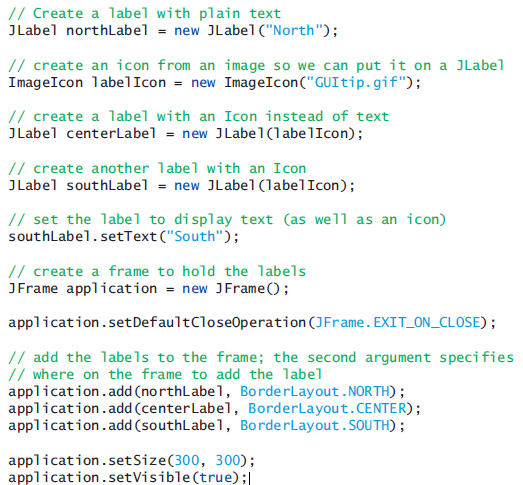 // Create a label with plain text
JLabel northLabel = new JLabel("North");
// create an icon from an image so we can put it on a JLabel
ImageIcon labelIcon = new ImageIcon("GUItip.gif");
// create a label with an Icon instead of text
JLabel centerLabel = new JLabel(labelIcon);
// create another label with an Icon
JLabel southLabel = new JLabel(labelIcon);
// set the label to display text (as well as an icon)
southLabel.setText("South");
// create a frame to hold the labels
JFrame application = new JFrame();
application.setDefaultCloseOperation(JFrame.EXIT_ON_CLOSE);
// add the labels to the frame; the second argument specifies
// where on the frame to add the label
application.add(northLabel, BorderLayout.NORTH);
application.add(centerLabel, BorderLayout.CENTER);
application.add(southLabel, BorderLayout.SOUTH);
application.setSize(300, 300);
application.setVisible(true);